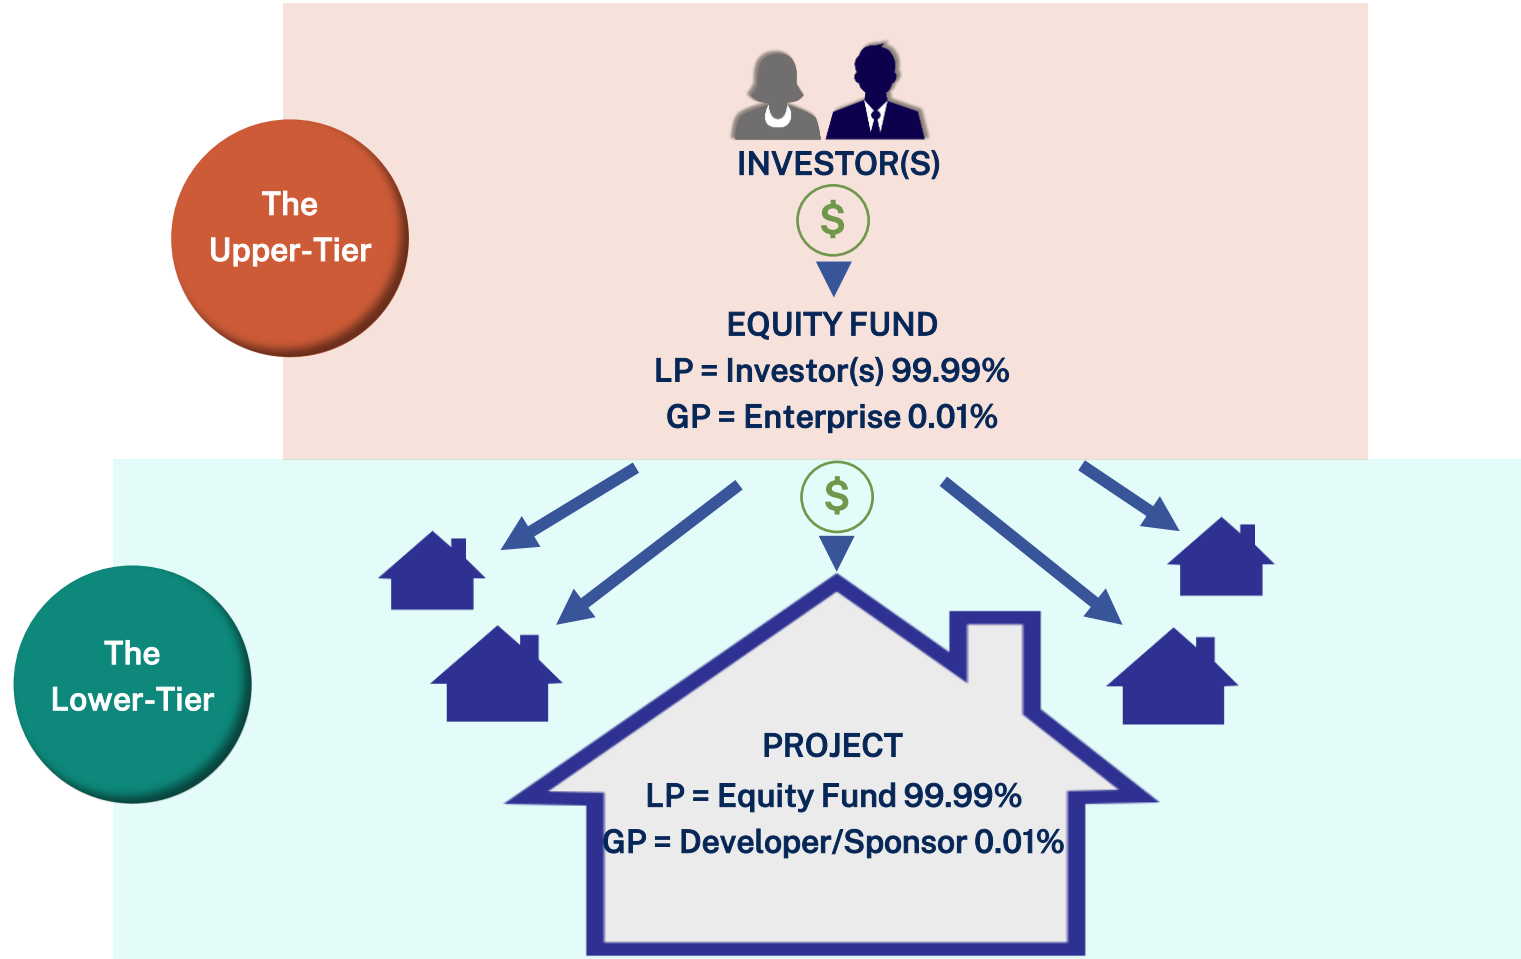 The
Upper-Tier
INVESTOR(S)
$
EQUITY FUND
LP = Investor(s) 99.99%
GP = Enterprise 0.01%
$
The
Lower-Tier
PROJECT
LP = Equity Fund 99.99%
GP = Developer/Sponsor 0.01%